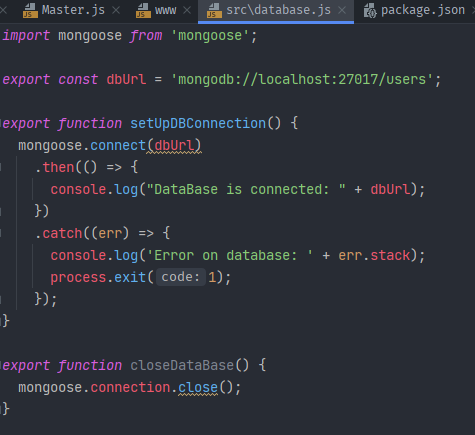 Master.js www src\database.js package.json
import mongoose from 'mongoose';
export const dbUrl = 'mongodb://localhost:27017/users';
export function setUpDBConnection() {
mongoose.connect(dbUrl)
.then(() => {
console.log("DataBase is connected: " + dbUrl);
})
.catch((err) => {
console.log('Error on database: ' + err.stack);
process.exit( code: 1);
});
}
export function closeDataBase() {
mongoose.connection.close();
}